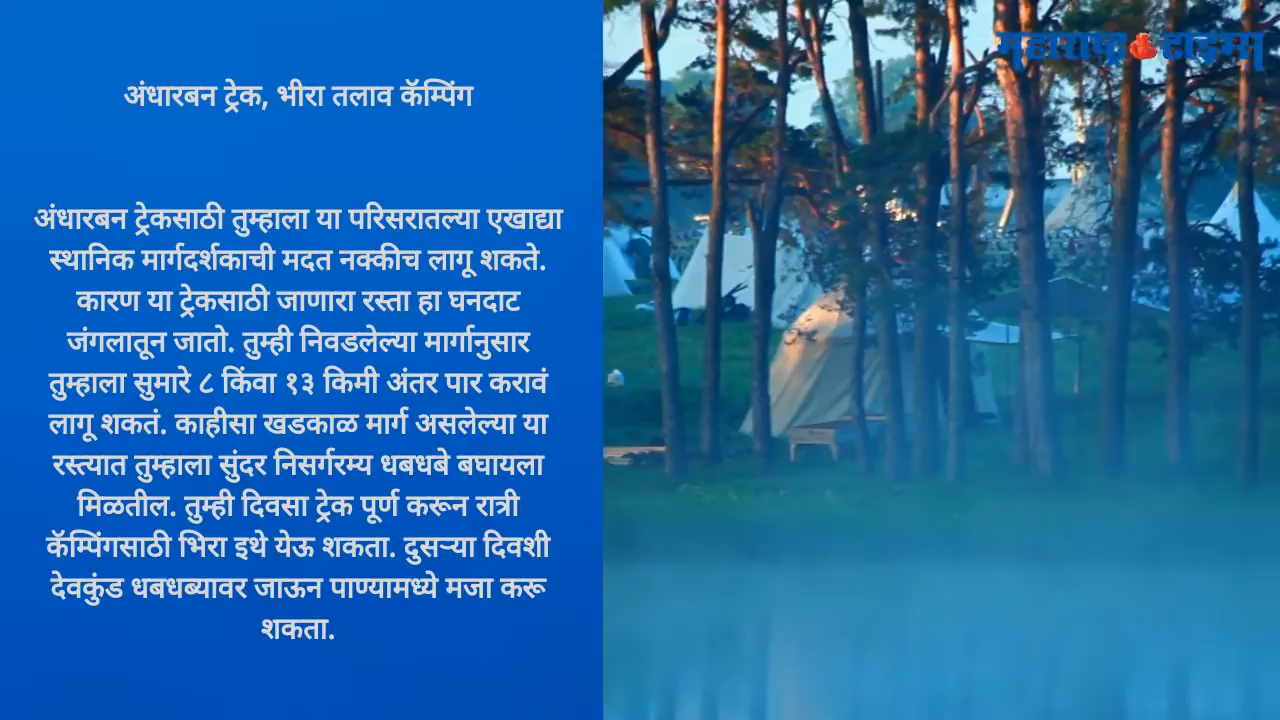 महाराष्ट्र टाइम्स
अंधारबन ट्रेक, भीरा तलाव कॅम्पिंग
अंधारबन ट्रेकसाठी तुम्हाला या परिसरातल्या एखाद्या
स्थानिक मार्गदर्शकाची मदत नक्कीच लागू शकते.
कारण या ट्रेकसाठी जाणारा रस्ता हा घनदाट
जंगलातून जातो. तुम्ही निवडलेल्या मार्गानुसार
तुम्हाला सुमारे ८ किंवा १३ किमी अंतर पार करावं
लागू शकतं. काहीसा खडकाळ मार्ग असलेल्या या
रस्त्यात तुम्हाला सुंदर निसर्गरम्य धबधबे बघायला
मिळतील. तुम्ही दिवसा ट्रेक पूर्ण करून रात्री
कॅम्पिंगसाठी भिरा इथे येऊ शकता. दुसऱ्या दिवशी
देवकुंड धबधब्यावर जाऊन पाण्यामध्ये मजा करू
शकता.